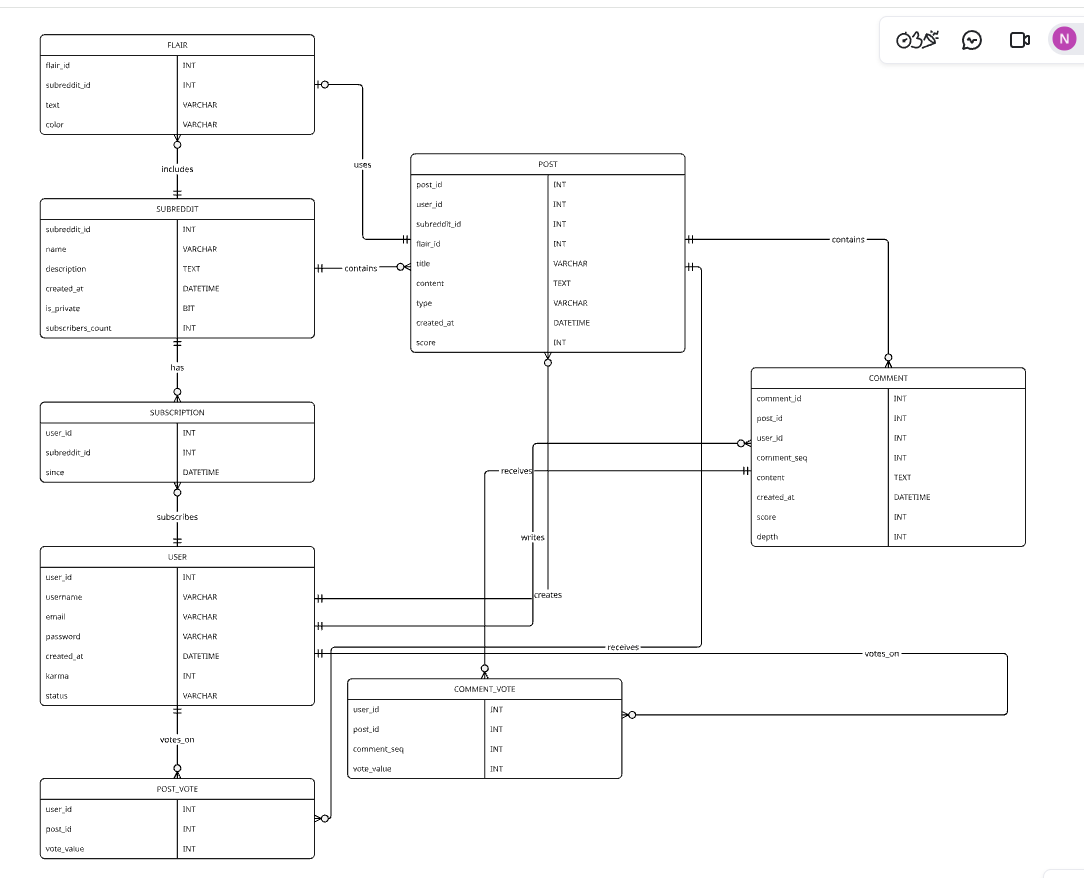 N
FLAIR
flair_id INT
subreddit_id INT
text VARCHAR
color VARCHAR
includes
uses
SUBREDDIT
subreddit_id INT
name VARCHAR
description TEXT
created_at DATETIME
is_private BIT
subscribers_count INT
contains
has
POST
post_id INT
user_id INT
subreddit_id INT
flair_id INT
title VARCHAR
content TEXT
type VARCHAR
created_at DATETIME
score INT
contains
SUBSCRIPTION
user_id INT
subreddit_id INT
since DATETIME
subscribes
COMMENT
comment_id INT
post_id INT
user_id INT
comment_seq INT
content TEXT
created_at DATETIME
score INT
depth INT
receives
writes
creates
USER
user_id INT
username VARCHAR
email VARCHAR
password VARCHAR
created_at DATETIME
karma INT
status VARCHAR
receives
votes_on
votes_on
COMMENT_VOTE
user_id INT
post_id INT
comment_seq INT
vote_value INT
POST_VOTE
user_id INT
post_id INT
vote_value INT